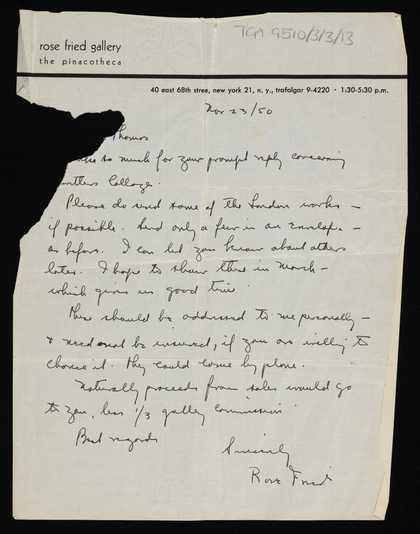 TGA 9510/3/3/13
rose fried gallery
the pinacotheca
40 east 68th stree, new york 21, n. y., trafalgar 9-4220 · 1:30-5:30 p.m.
Nov 23/50
Thomas
so much for your prompt reply concerning
Collage.
Please do send some of the London works –
if possible. Send only a few in an envelope –
as before. I can let you know about others
later. I hope to show these in March –
which gives us good time
These should be addressed to me personally –
& need not be insured, if you are willing to
chance it. They could come by plane.
Naturally proceeds from sales would go
to you, less 1/3 gallery commission
Best regards
Sincerely
Rose Fried